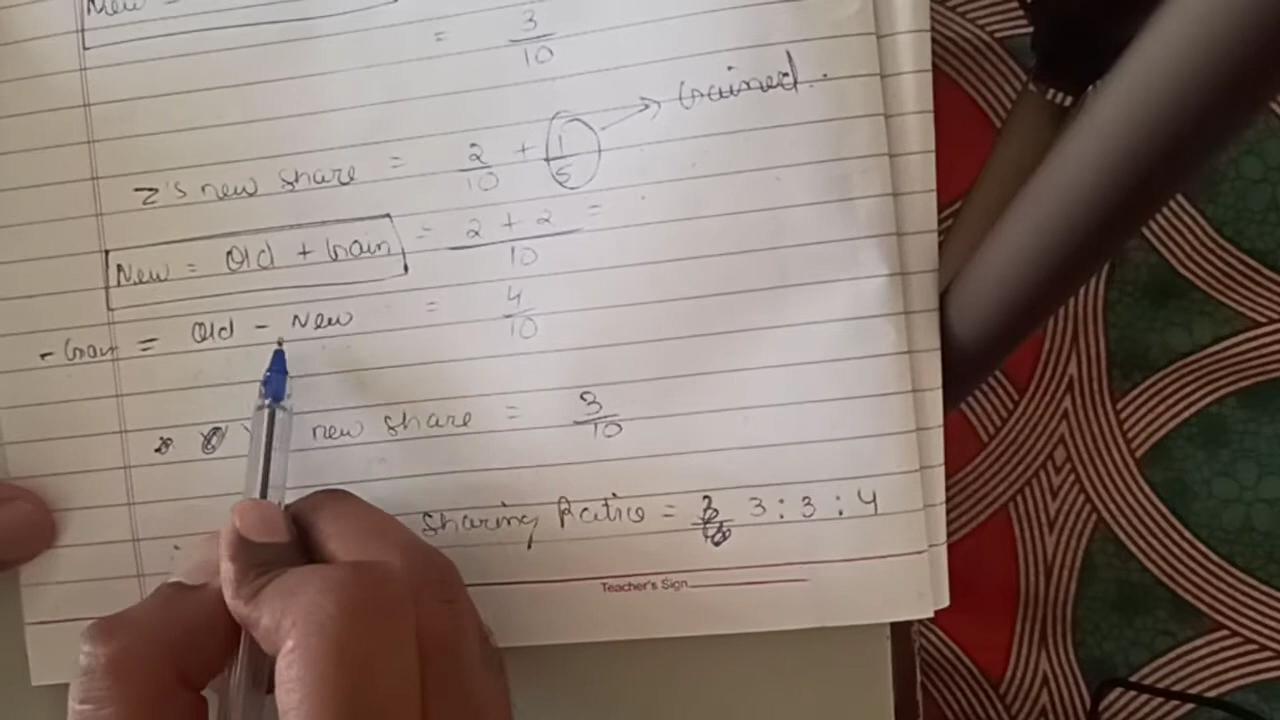 New =
= 3/10
Z's new share = 2/10 + 1/5 → Gained.
New = Old + Gain = 2 + 2/10 =
- Gain = Old - New = 4/10
new share = 3/10
Sharing Ratio = 3 : 3 : 4
Teacher's Sign